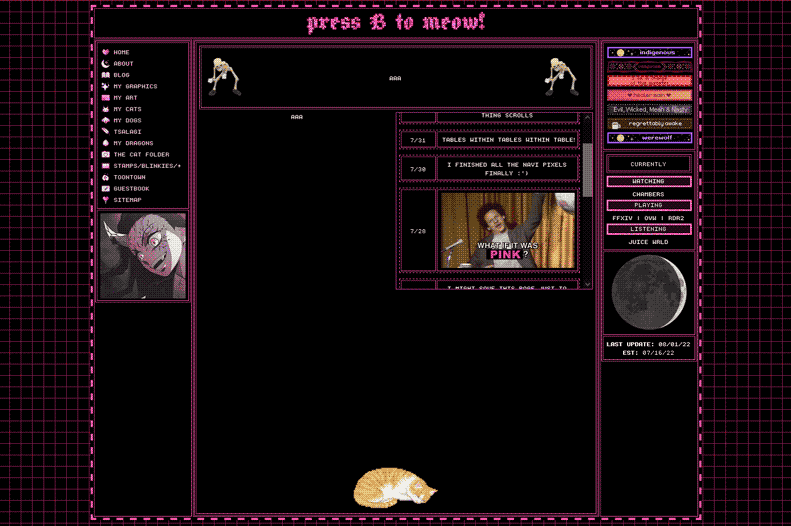 press B to meow!
HOME
ABOUT
BLOG
MY GRAPHICS
MY ART
MY CATS
MY DOGS
TSALAGI
MY DRAGONS
THE CAT FOLDER
STAMPS/BLINKIES/+
TOONTOWN
GUESTBOOK
SITEMAP
AAA
AAA
THING SCROLLS
7/31 TABLES WITHIN TABLES WITHIN TABLE!
7/30 I FINISHED ALL THE NAVI PIXELS
FINALLY :')
7/28
WHAT IF IT WAS
PINK?
indigenous
Evil, Wicked, Mean & Nasty
regrettably awake
werewolf
CURRENTLY
WATCHING
CHAMBERS
PLAYING
FFXIV | OVW | RDR2
LISTENING
JUICE WRLD
LAST UPDATE: 08/01/22
EST: 07/16/22